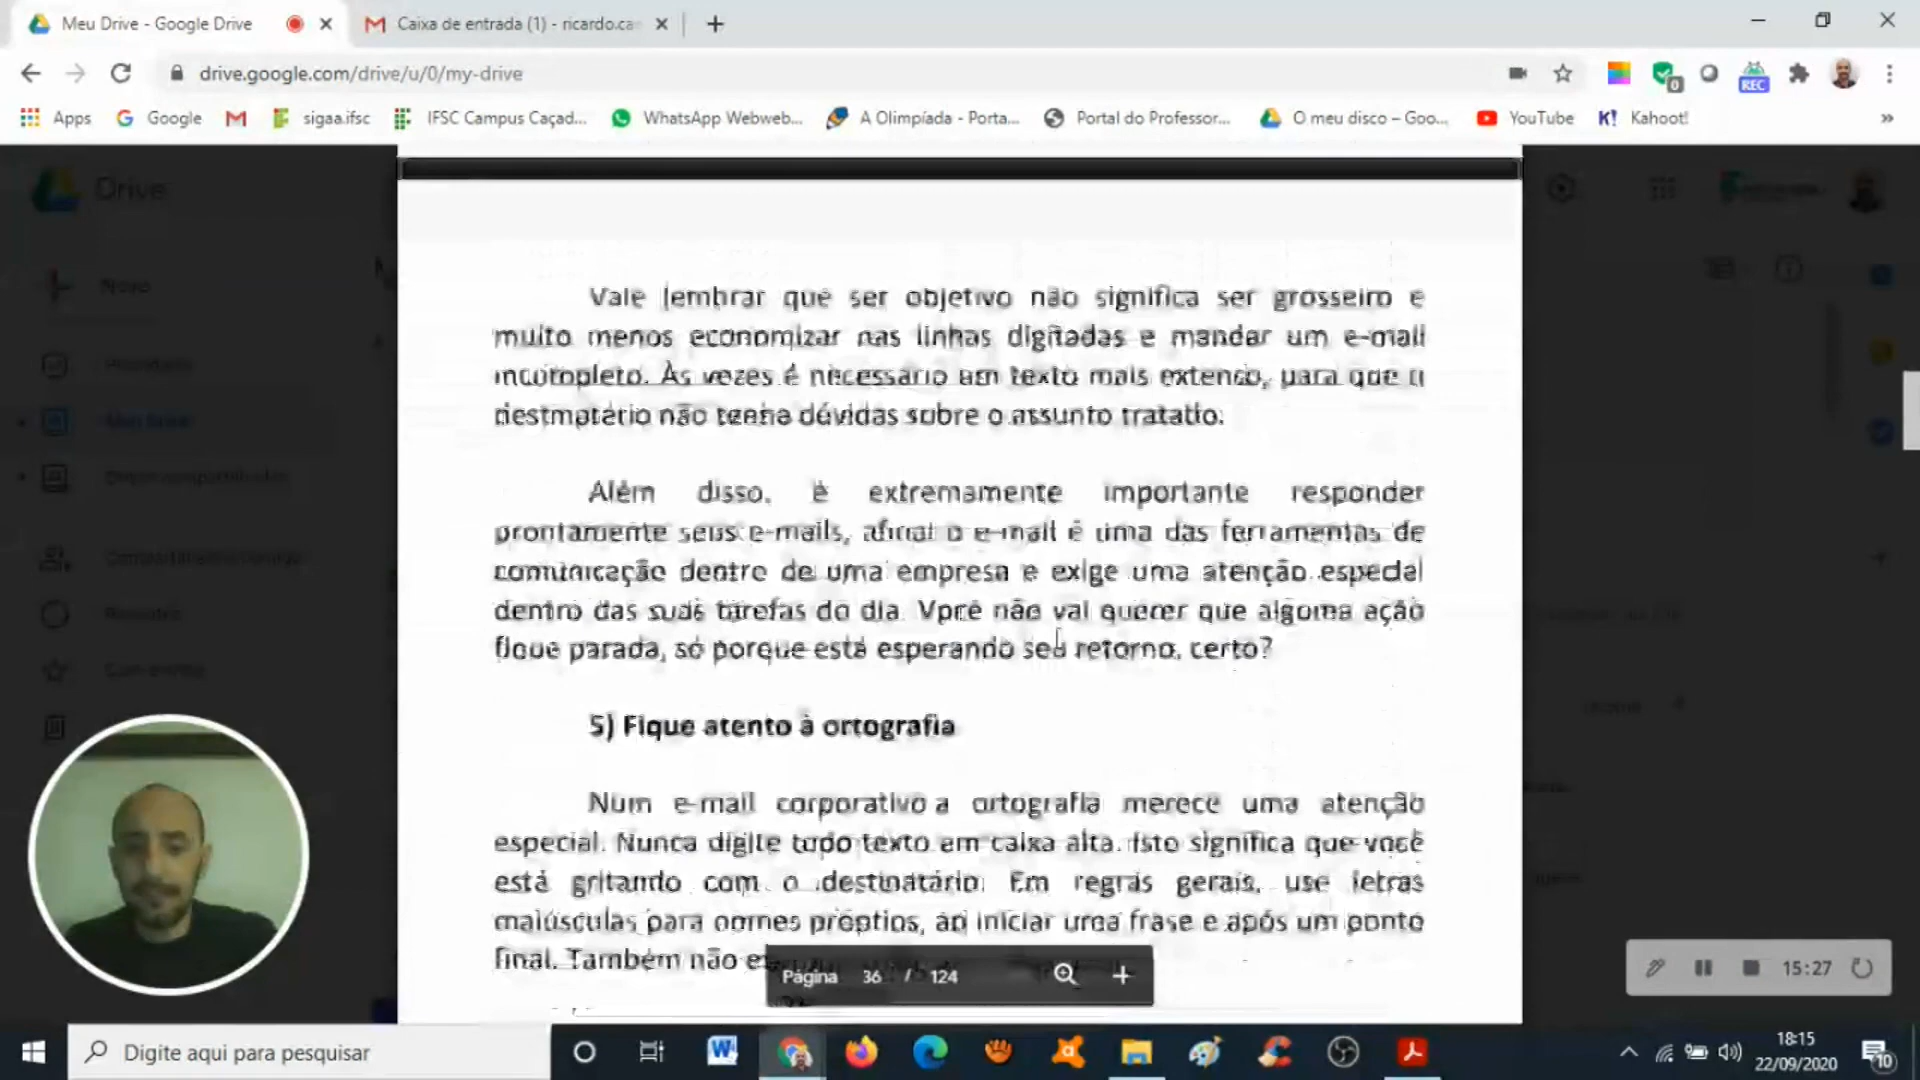 Meu Drive - Google Drive
Caixa de entrada (1) - ricardo.ca
drive.google.com/drive/u/0/my-drive
0
REC
Apps
Google
sigaa.ifsc
IFSC Campus Caçad...
WhatsApp Webweb...
A Olimpíada - Porta...
Portal do Professor...
O meu disco – Goo...
YouTube
K! Kahoot!
»
Drive
Novo
Vale lembrar que ser objetivo não significa ser grosseiro e
muito menos economizar nas linhas digitadas e mandar um e-mail
incompleto. Às vezes é necessário um texto mais extenso, para que o
destinatário não tenha dúvidas sobre o assunto tratado.
Além disso, é extremamente importante responder
prontamente seus e-mails, afinal o e-mail é uma das ferramentas de
comunicação dentro de uma empresa e exige uma atenção especial
dentro das suas tarefas do dia. Você não vai querer que alguma ação
fique parada, só porque está esperando seu retorno, certo?
5) Fique atento à ortografia
Num e-mail corporativo a ortografia merece uma atenção
especial. Nunca digite todo texto em caixa alta. Isto significa que você
está gritando com o destinatário. Em regras gerais, use letras
maiúsculas para nomes próprios, ao iniciar uma frase e após um ponto
final. Também não
Página 36 / 124
15:27
Digite aqui para pesquisar
18:15
22/09/2020
10